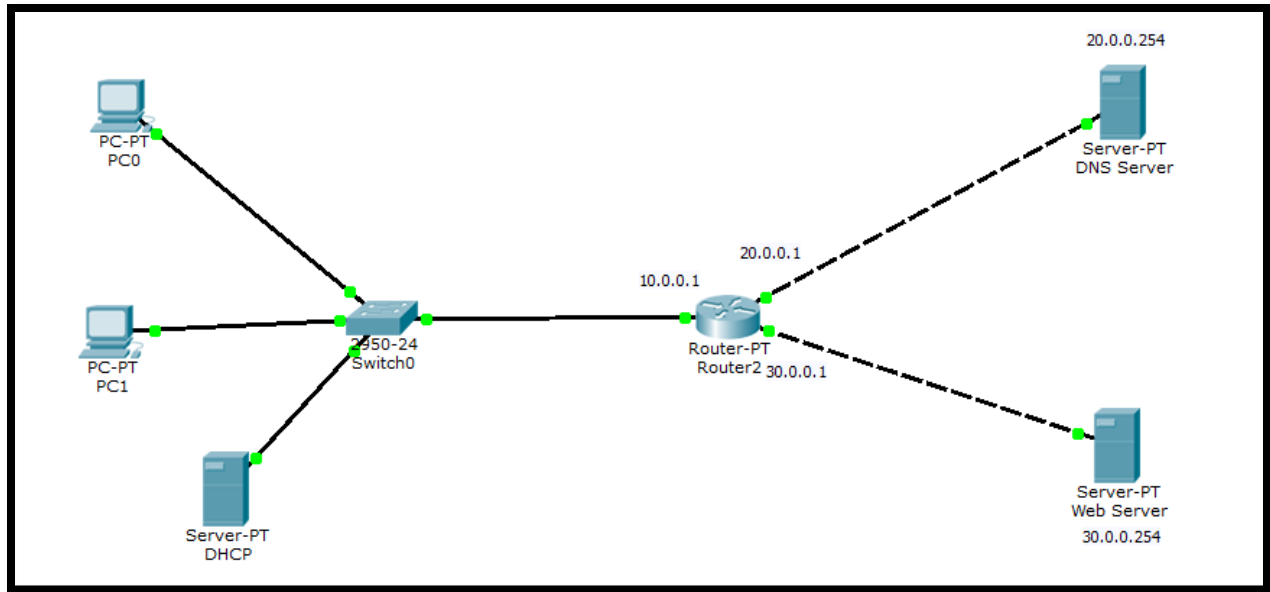 20.0.0.254
PC-PT
PC0
Server-PT
DNS Server
20.0.0.1
10.0.0.1
2950-24
Switch0
Router-PT
Router2
30.0.0.1
PC-PT
PC1
Server-PT
DHCP
Server-PT
Web Server
30.0.0.254